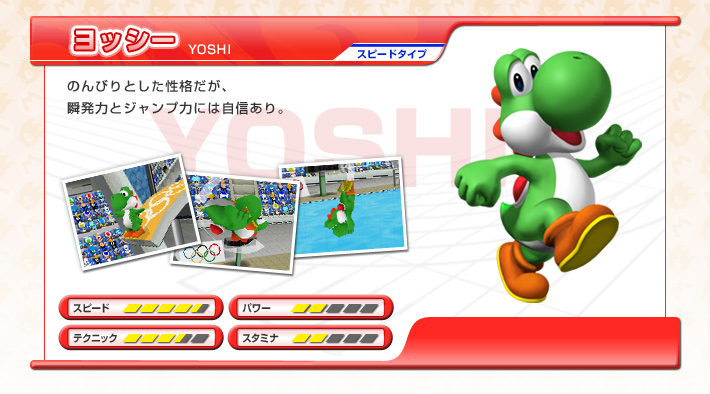 ヨッシー YOSHI
スピードタイプ
のんびりとした性格だが、
瞬発力とジャンプ力には自信あり。
YOSHI
スピード
パワー
テクニック
スタミナ